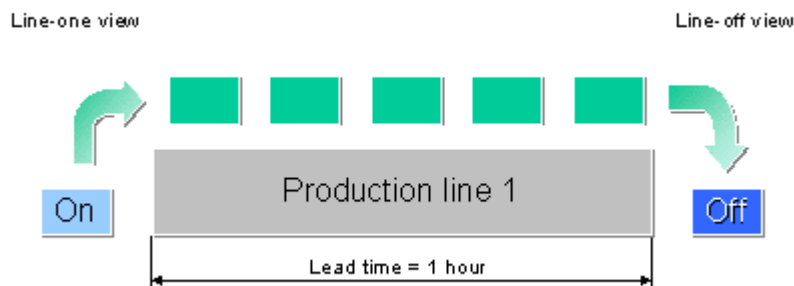 Line-one view
Line-off view
Production line 1
On
Off
Lead time = 1 hour